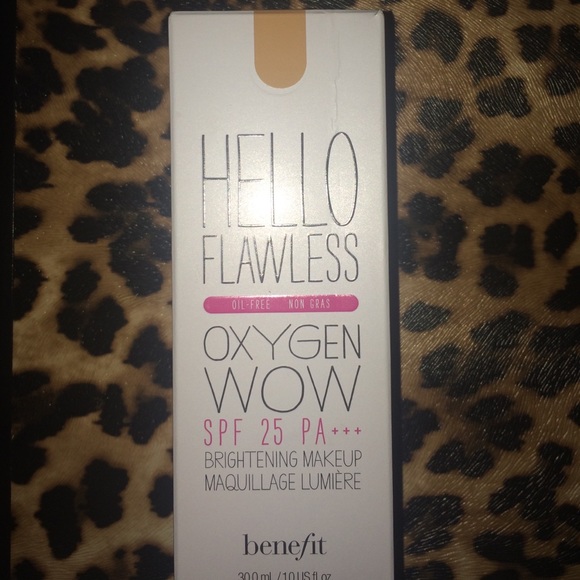 HELLO
FLAWLESS
OIL-FREE NON GRAS
OXYGEN
WOW
SPF 25 PA+++
BRIGHTENING MAKEUP
MAQUILLAGE LUMIÈRE
benefit
30.0 mL / 1.0 US fl oz